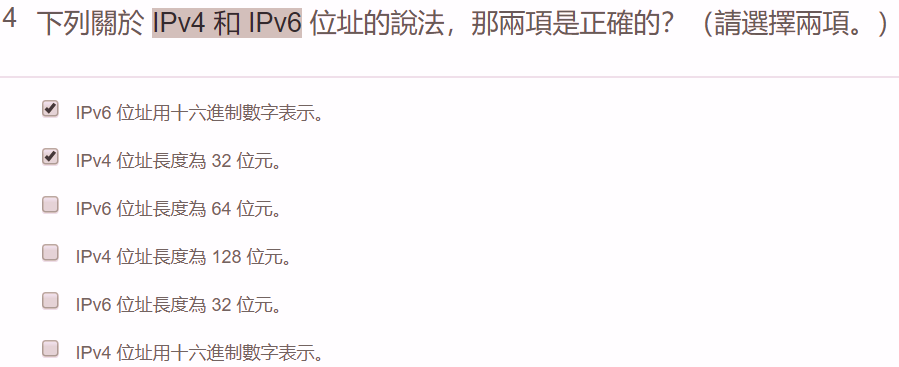 4 下列關於 IPv4 和 IPv6 位址的說法，那兩項是正確的？（請選擇兩項。）
IPv6 位址用十六進制數字表示。
IPv4 位址長度為 32 位元。
IPv6 位址長度為 64 位元。
IPv4 位址長度為 128 位元。
IPv6 位址長度為 32 位元。
IPv4 位址用十六進制數字表示。